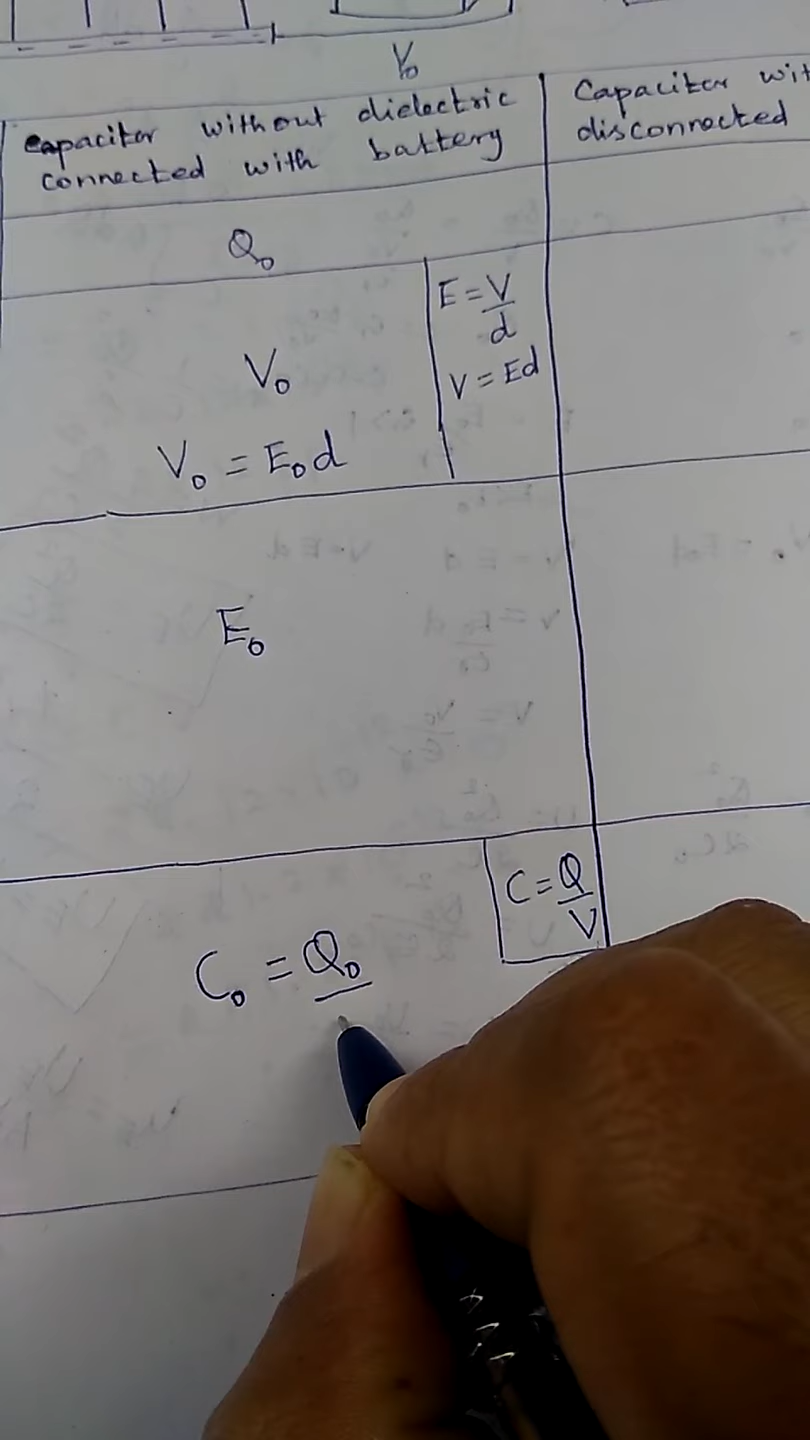 V₀
Capacitor without dielectric
connected with battery
Capacitor wit
disconnected
Q₀
E = V
d
V = Ed
V₀
V₀ = E₀d
E₀
C = Q
V
C₀ = Q₀